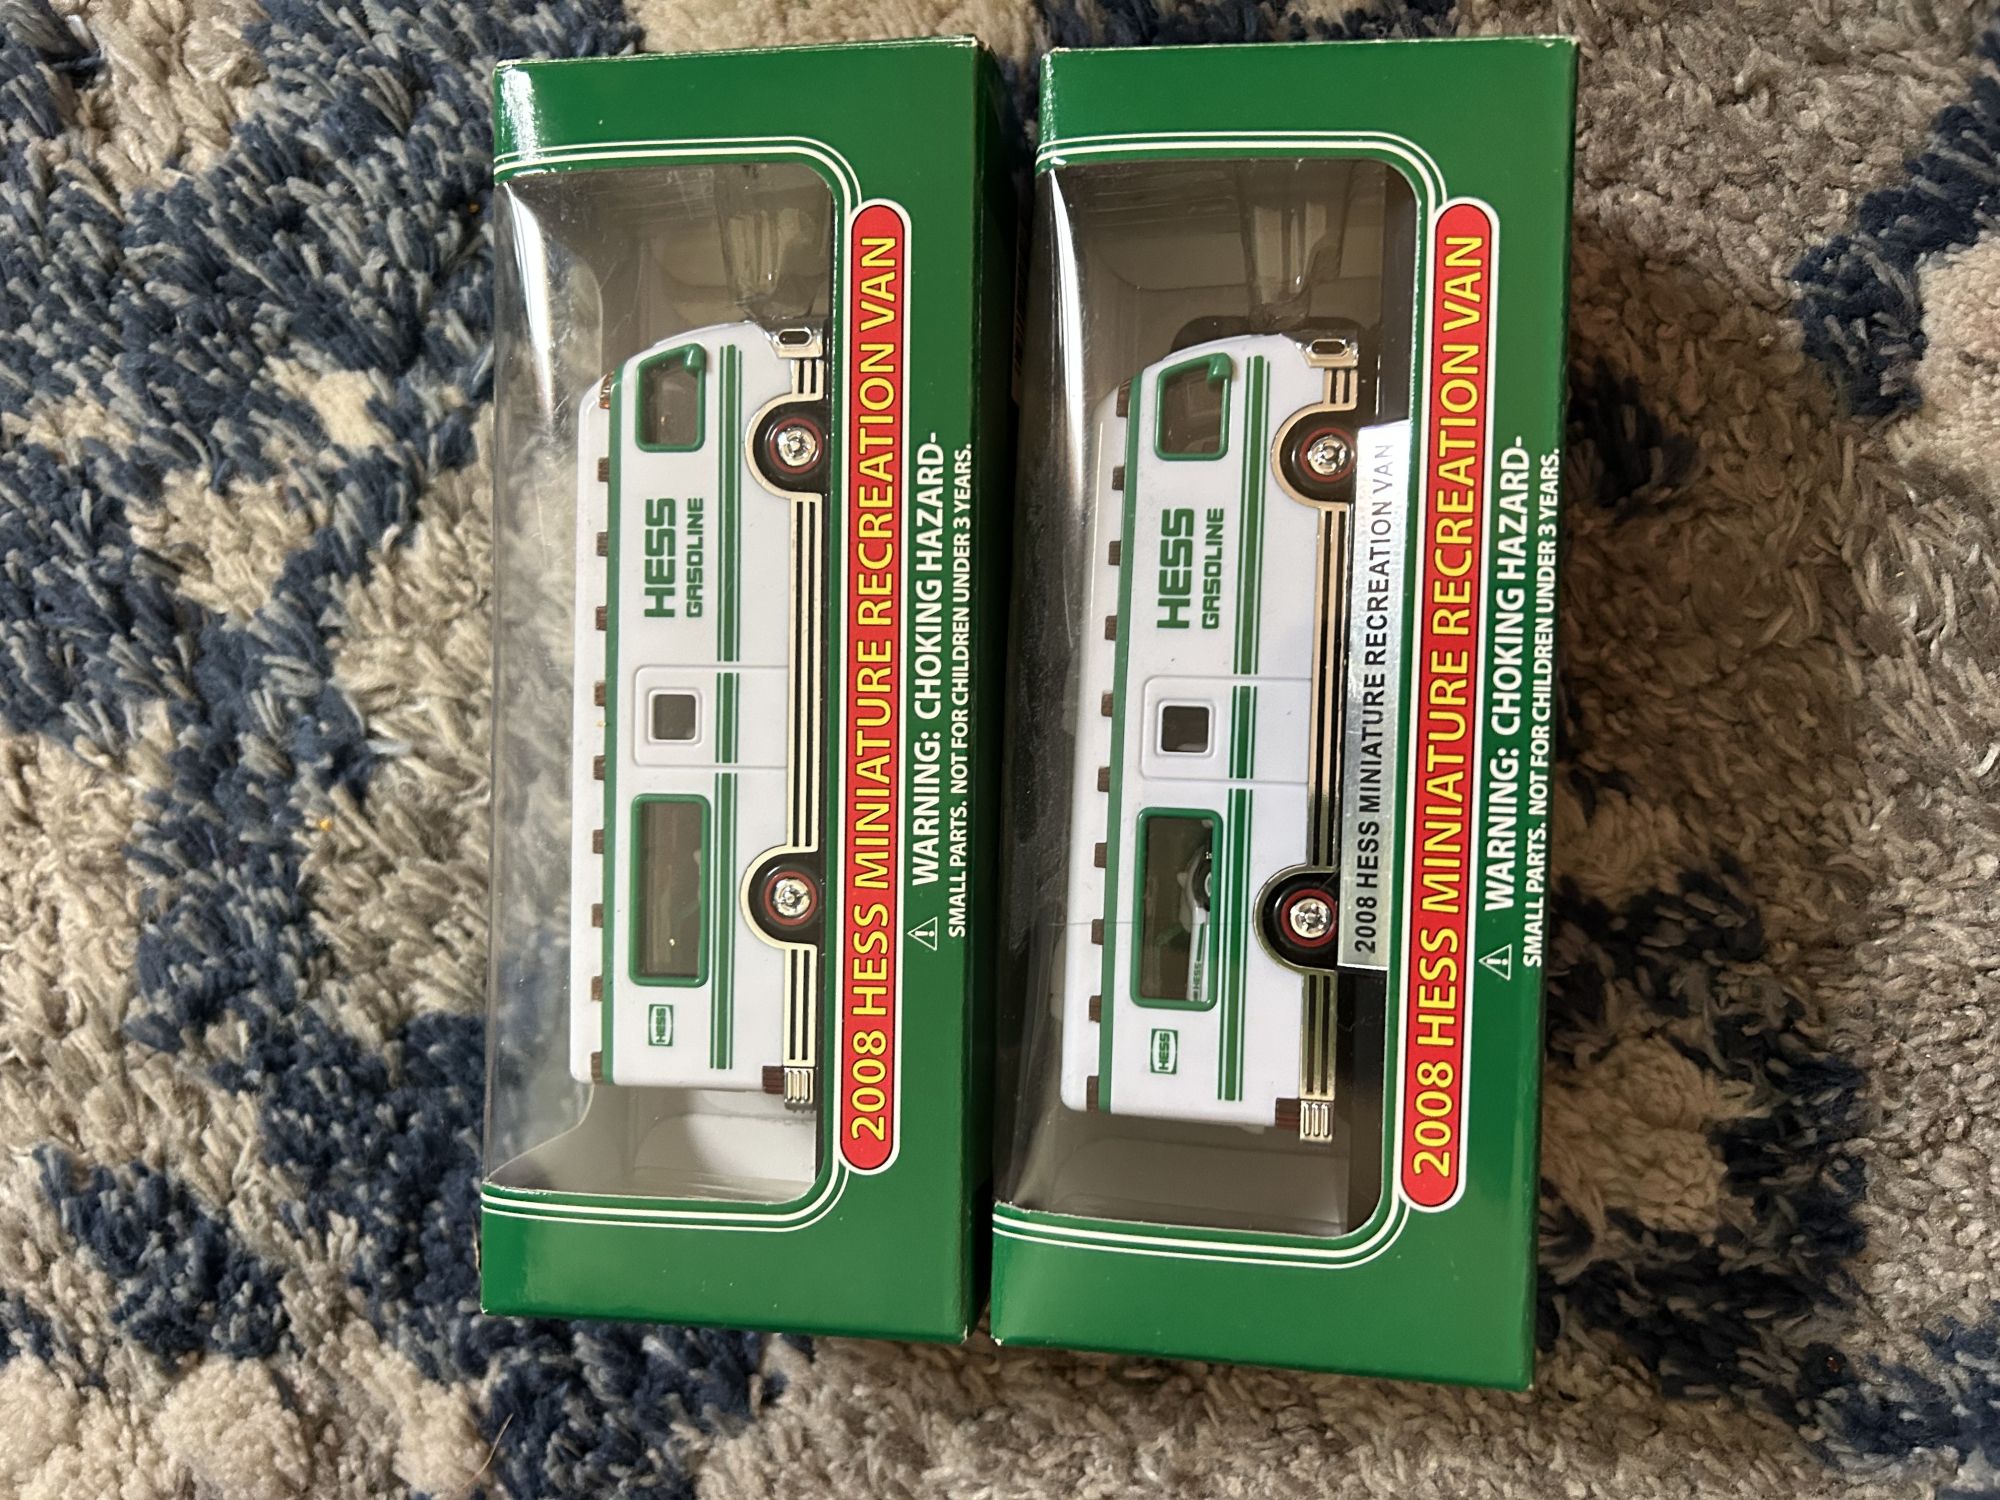 HESS
GASOLINE
HESS
2008 HESS MINIATURE RECREATION VAN
⚠ WARNING: CHOKING HAZARD-
SMALL PARTS. NOT FOR CHILDREN UNDER 3 YEARS.
HESS
GASOLINE
HESS
HESS
2008 HESS MINIATURE RECREATION VAN
2008 HESS MINIATURE RECREATION VAN
⚠ WARNING: CHOKING HAZARD-
SMALL PARTS. NOT FOR CHILDREN UNDER 3 YEARS.